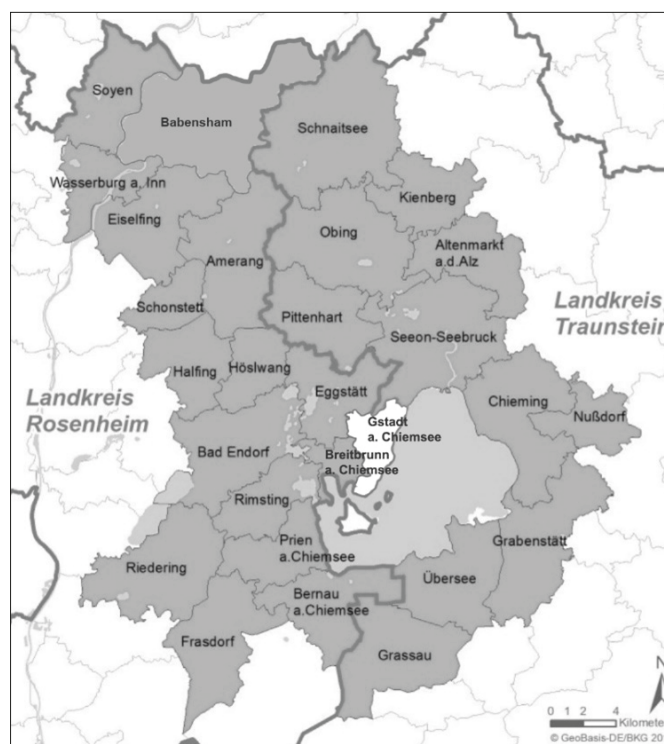 Soyen
Babensham
Schnaitsee
Wasserburg a. Inn
Kienberg
Eiselfing
Obing
Altenmarkt
a.d.Alz
Amerang
Schonstett
Pittenhart
Landkreis
Traunstein
Seeon-Seebruck
Halfing
Höslwang
Eggstätt
Landkreis
Rosenheim
Chieming
Nußdorf
Gstadt
a. Chiemsee
Bad Endorf
Breitbrunn
a. Chiemsee
Rimsting
Prien
a.Chiemsee
Grabenstätt
Riedering
Übersee
Bernau
a.Chiemsee
Frasdorf
Grassau
N
0 1 2 4
Kilomete
© GeoBasis-DE/BKG 20